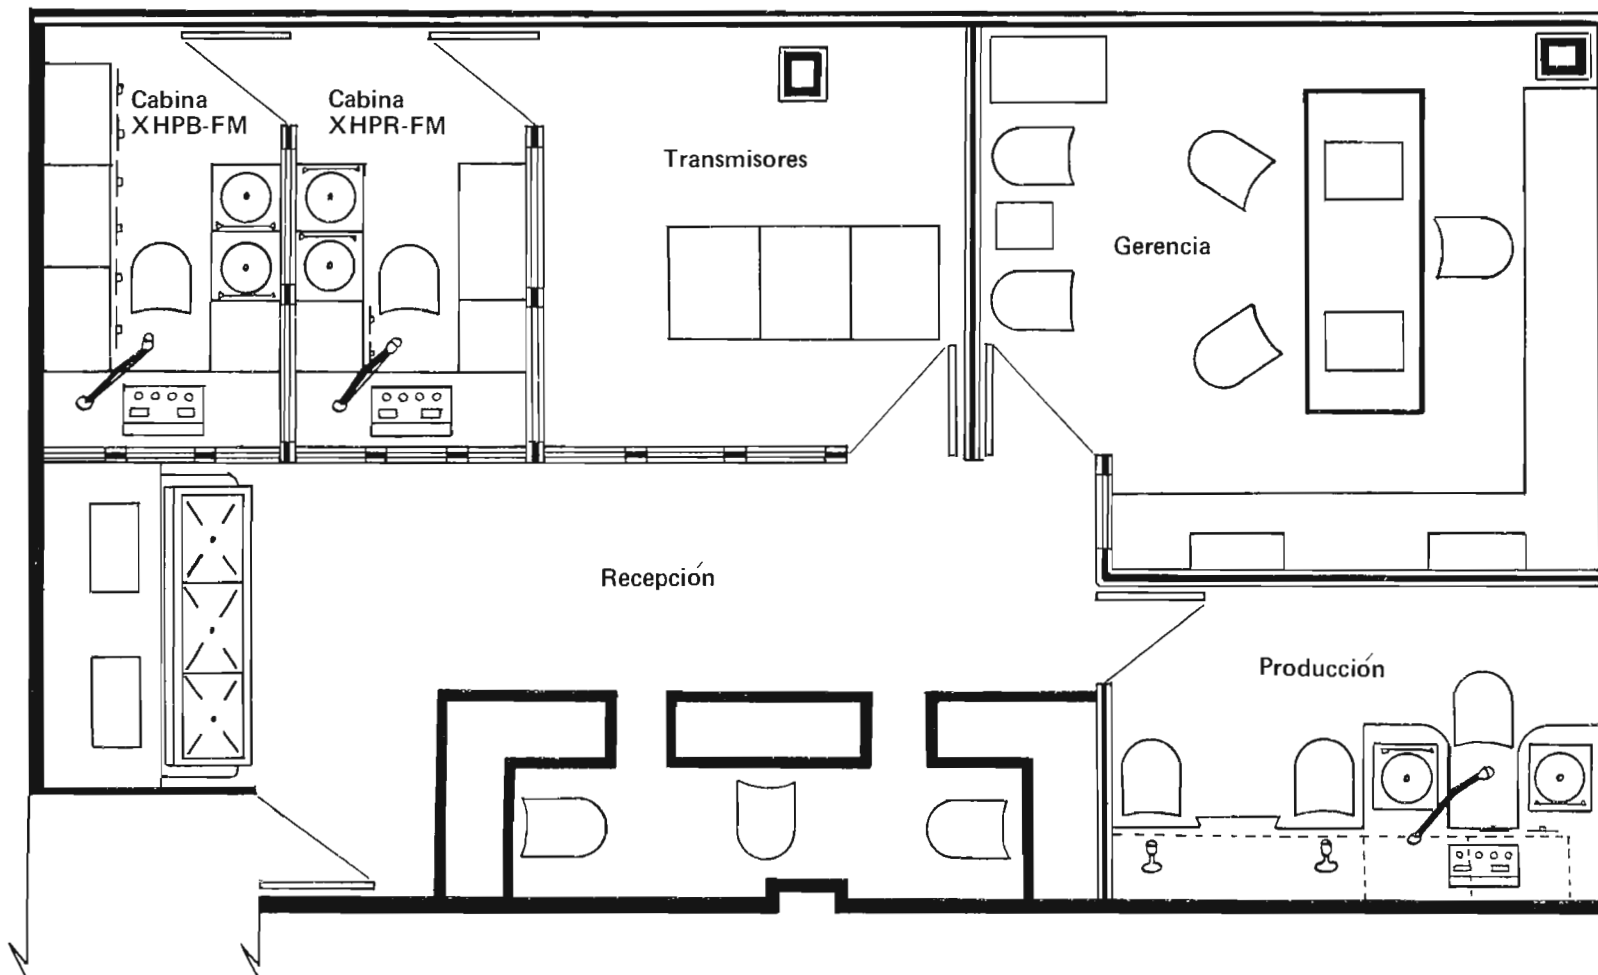 Cabina
XHPB-FM
Cabina
XHPR-FM
Transmisores
Gerencia
Recepción
Producción